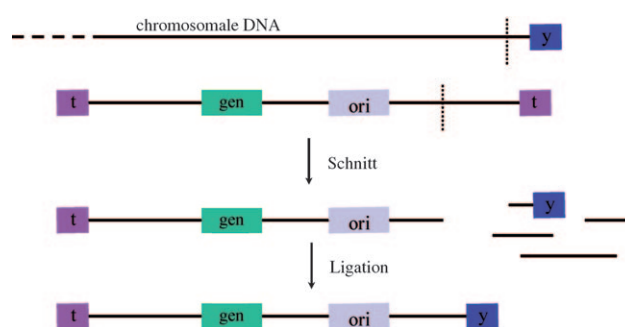 chromosomale DNA
y
t gen ori t
Schnitt
t gen ori y
Ligation
t gen ori y